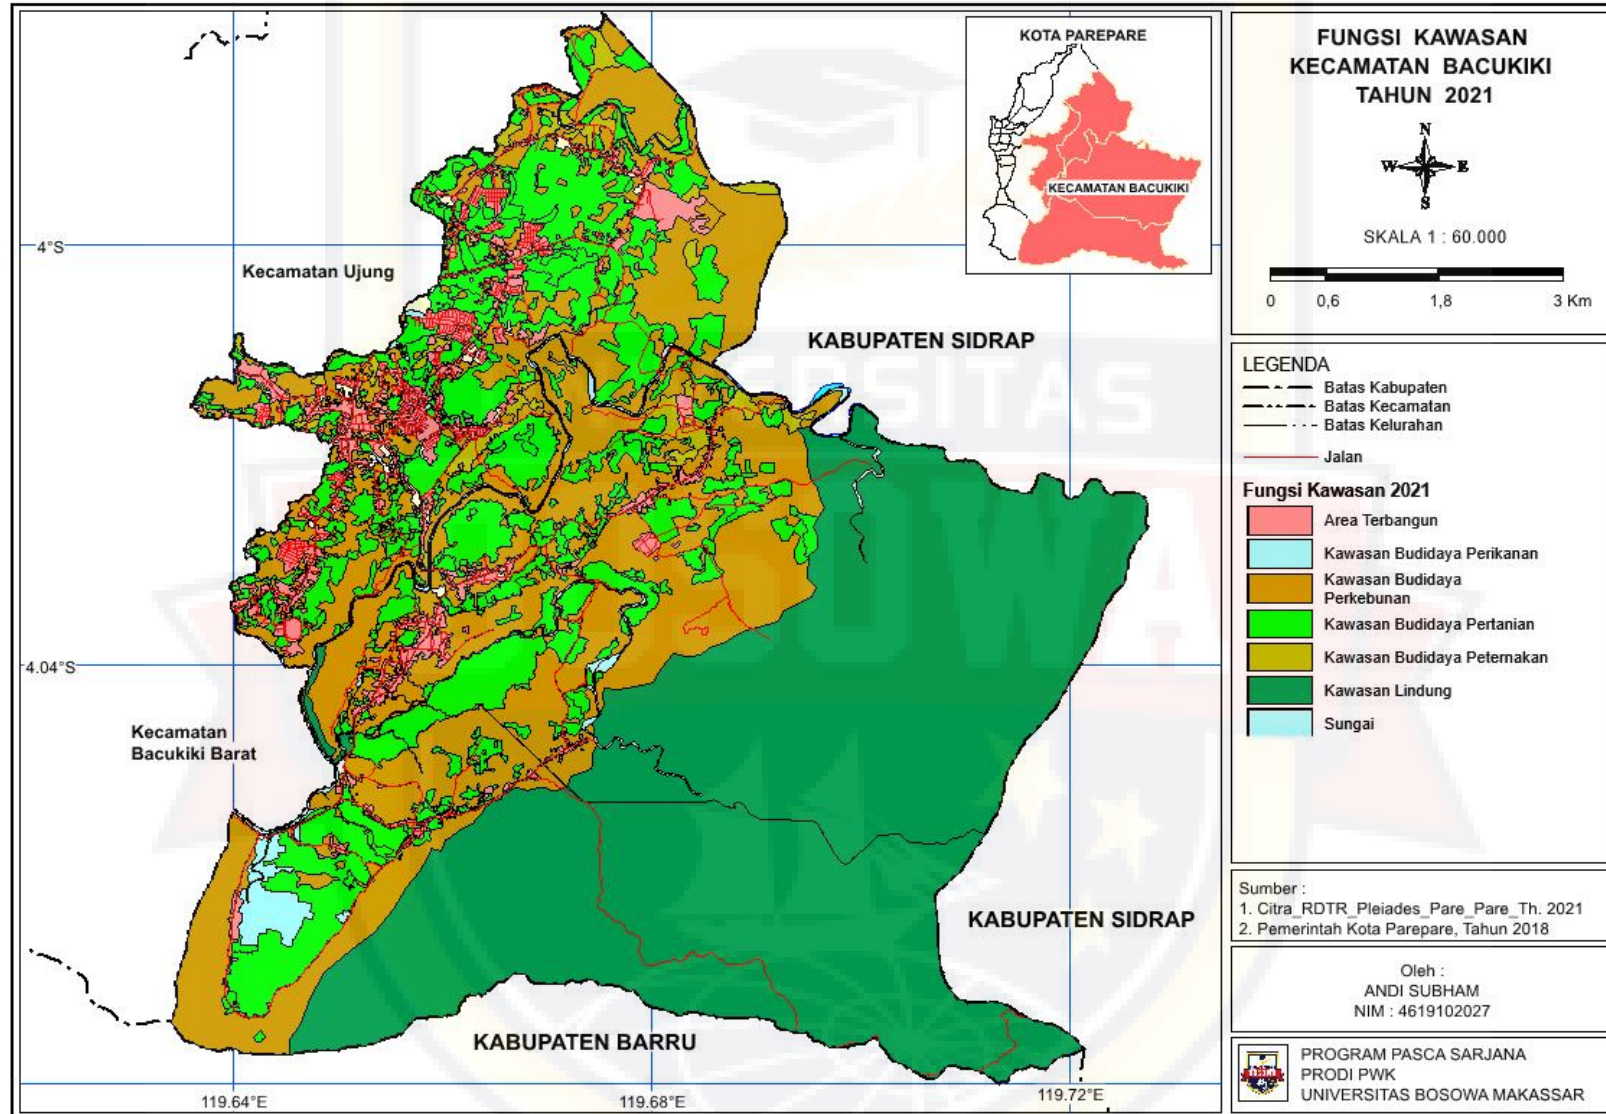 KOTA PAREPARE
KECAMATAN BACUKIKI
4°S
Kecamatan Ujung
KABUPATEN SIDRAP
4.04°S
Kecamatan
Bacukiki Barat
KABUPATEN SIDRAP
KABUPATEN BARRU
119.64°E
119.68°E
119.72°E
UNIVERSITAS
BOSOWA
FUNGSI KAWASAN
KECAMATAN BACUKIKI
TAHUN 2021
N
W E
S
SKALA 1 : 60.000
0 0,6 1,8 3 Km
LEGENDA
Batas Kabupaten
Batas Kecamatan
Batas Kelurahan
Jalan
Fungsi Kawasan 2021
Area Terbangun
Kawasan Budidaya Perikanan
Kawasan Budidaya
Perkebunan
Kawasan Budidaya Pertanian
Kawasan Budidaya Peternakan
Kawasan Lindung
Sungai
Sumber :
1. Citra_RDTR_Pleiades_Pare_Pare_Th. 2021
2. Pemerintah Kota Parepare, Tahun 2018
Oleh :
ANDI SUBHAM
NIM : 4619102027
PROGRAM PASCA SARJANA
PRODI PWK
UNIVERSITAS BOSOWA MAKASSAR